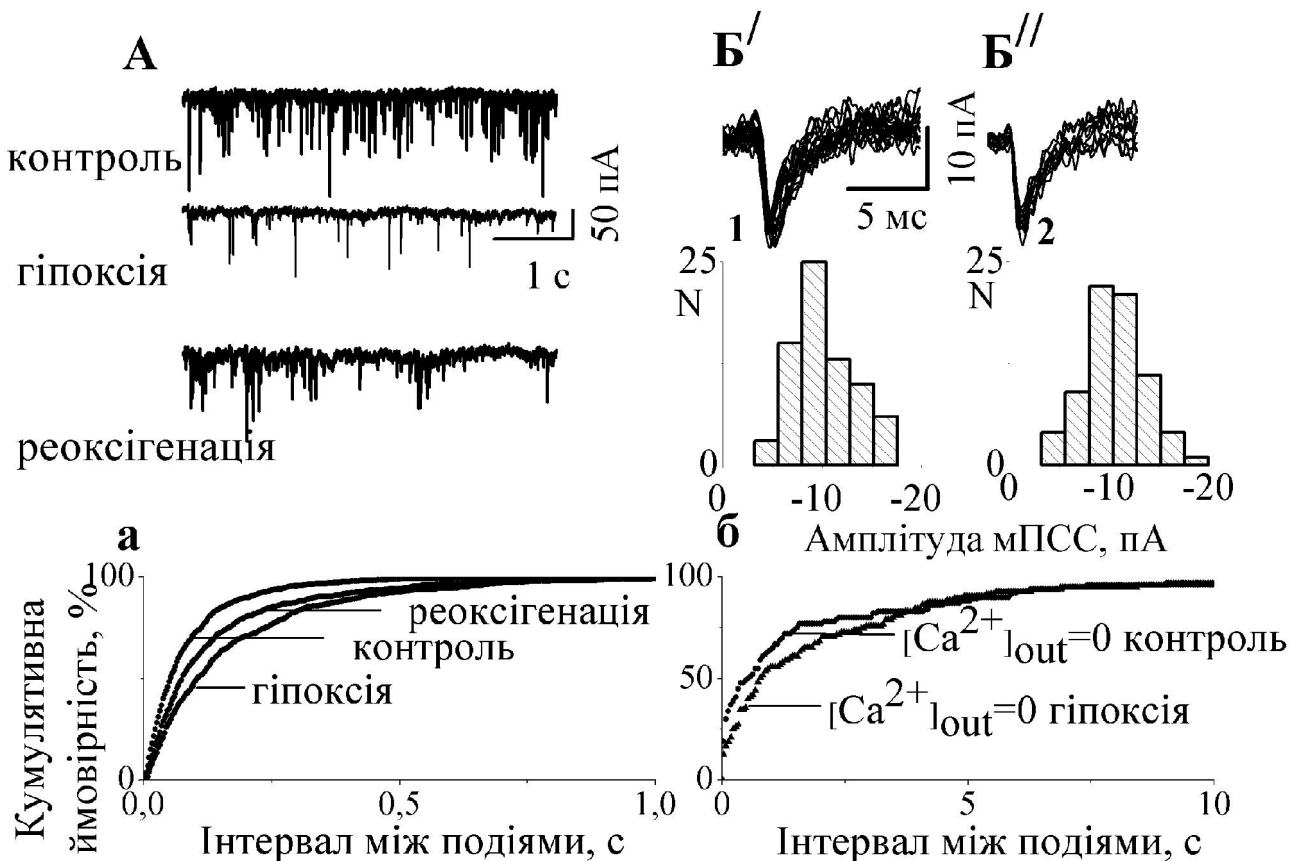 А
контроль
гіпоксія
реоксігенація
50 пА
1 с
Б/
Б//
10 пА
5 мс
1
2
25
N
0
0
-10
-20
25
N
0
0
-10
-20
Амплітуда мПСС, пА
а
Кумулятивна
ймовірність, %
100
50
0
0,0
0,5
1,0
реоксігенація
контроль
гіпоксія
Інтервал між подіями, с
б
100
50
0
0
5
10
[Ca2+]out=0 контроль
[Ca2+]out=0 гіпоксія
Інтервал між подіями, с